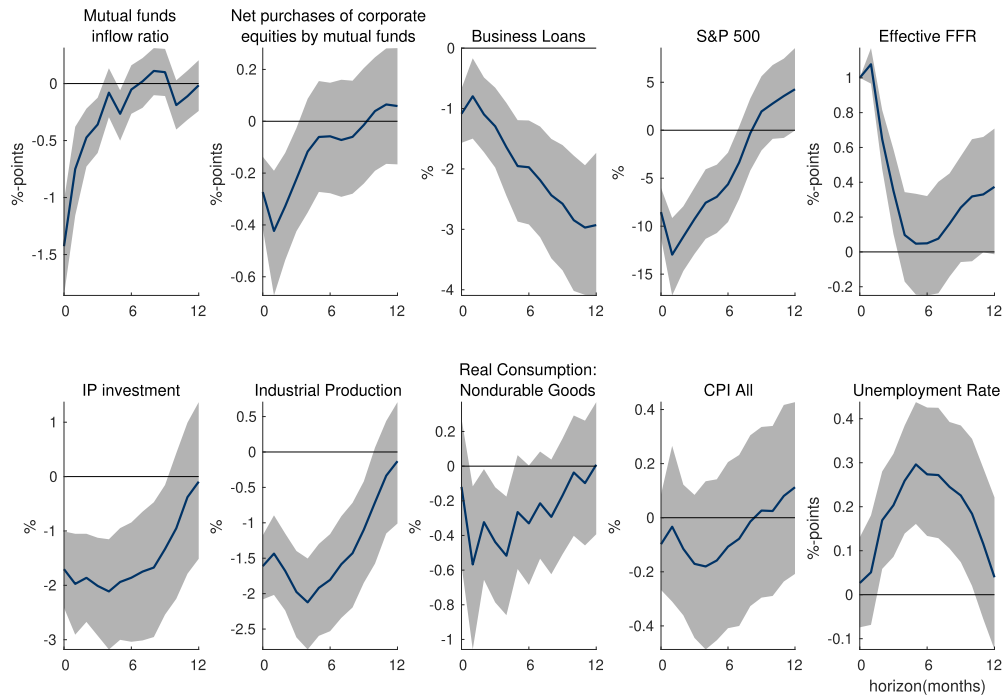 Mutual funds
inflow ratio
%-points
0
-0.5
-1
-1.5
0 6 12
Net purchases of corporate
equities by mutual funds
%-points
0.2
0
-0.2
-0.4
-0.6
0 6 12
Business Loans
%
0
-1
-2
-3
-4
0 6 12
S&P 500
%
5
0
-5
-10
-15
0 6 12
Effective FFR
%-points
1
0.8
0.6
0.4
0.2
0
-0.2
0 6 12
IP investment
%
1
0
-1
-2
-3
0 6 12
Industrial Production
%
0.5
0
-0.5
-1
-1.5
-2
-2.5
0 6 12
Real Consumption:
Nondurable Goods
%
0.2
0
-0.2
-0.4
-0.6
-0.8
-1
0 6 12
CPI All
%
0.4
0.2
0
-0.2
-0.4
0 6 12
Unemployment Rate
%-points
0.4
0.3
0.2
0.1
0
-0.1
0 6 12
horizon(months)